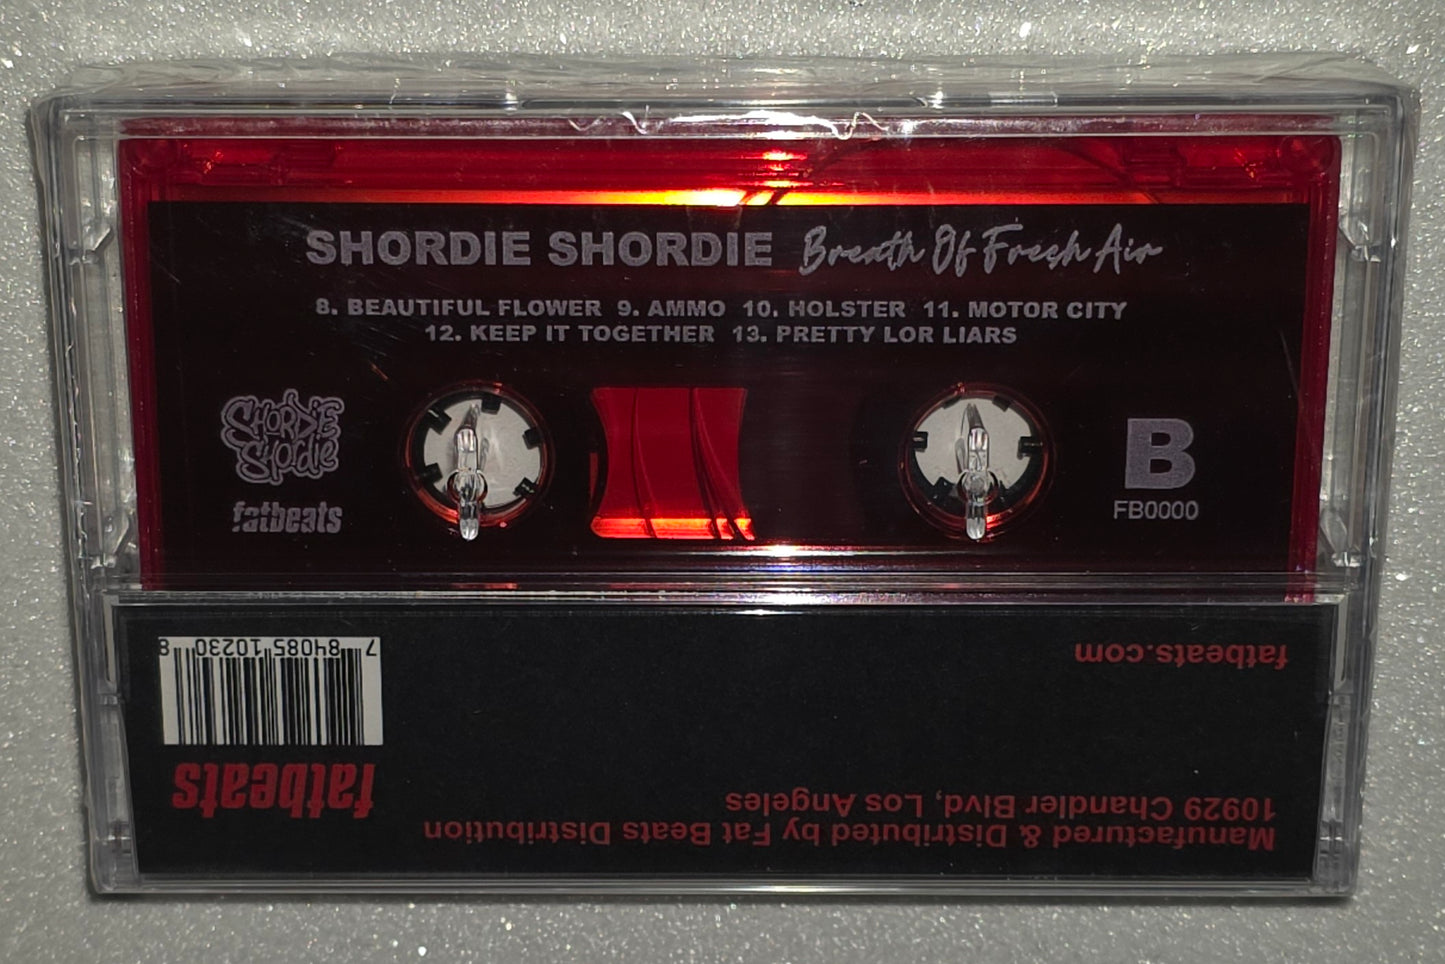 SHORDIE SHORDIE Breath Of Fresh Air
8. BEAUTIFUL FLOWER 9. AMMO 10. HOLSTER 11. MOTOR CITY
12. KEEP IT TOGETHER 13. PRETTY LOR LIARS
SHORDIE
Shordie
fatbeats
B
FB0000
Manufactured & Distributed by Fat Beats Distribution
10929 Chandler Blvd, Los Angeles
fatbeats
fatbeats.com
7 84085 10230 8